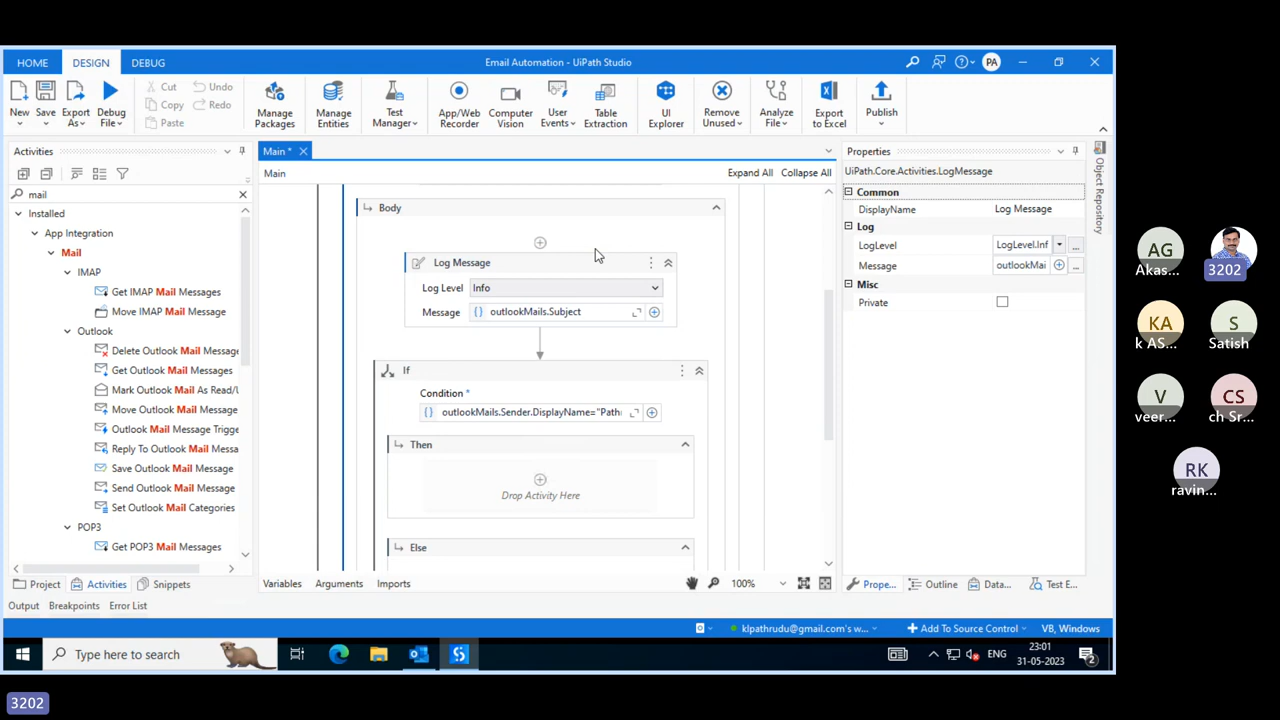 HOME DESIGN DEBUG Email Automation - UiPath Studio PA
New Save Export As Debug File Cut Copy Paste Undo Redo Manage Packages Manage Entities Test Manager App/Web Recorder Computer Vision User Events Table Extraction UI Explorer Remove Unused Analyze File Export to Excel Publish
Activities
mail
Installed
App Integration
Mail
IMAP
Get IMAP Mail Messages
Move IMAP Mail Message
Outlook
Delete Outlook Mail Message
Get Outlook Mail Messages
Mark Outlook Mail As Read/U
Move Outlook Mail Message
Outlook Mail Message Trigge
Reply To Outlook Mail Messa
Save Outlook Mail Message
Send Outlook Mail Message
Set Outlook Mail Categories
POP3
Get POP3 Mail Messages
Project Activities Snippets
Main *
Main Expand All Collapse All
Body
Log Message
Log Level Info
Message outlookMails.Subject
If
Condition *
outlookMails.Sender.DisplayName="Path
Then
Drop Activity Here
Else
Variables Arguments Imports 100%
Properties
UiPath.Core.Activities.LogMessage
Common
DisplayName Log Message
Log
LogLevel LogLevel.Inf ...
Message outlookMai ...
Misc
Private
Object Repository
Prope... Outline Data... Test E...
Output Breakpoints Error List
klpathrudu@gmail.com's w... Add To Source Control VB, Windows
Type here to search ENG 23:01
31-05-2023
2
AG
Akas...
3202
KA
k AS...
S
Satish
V
veer...
CS
ch Sr...
RK
ravin...
3202